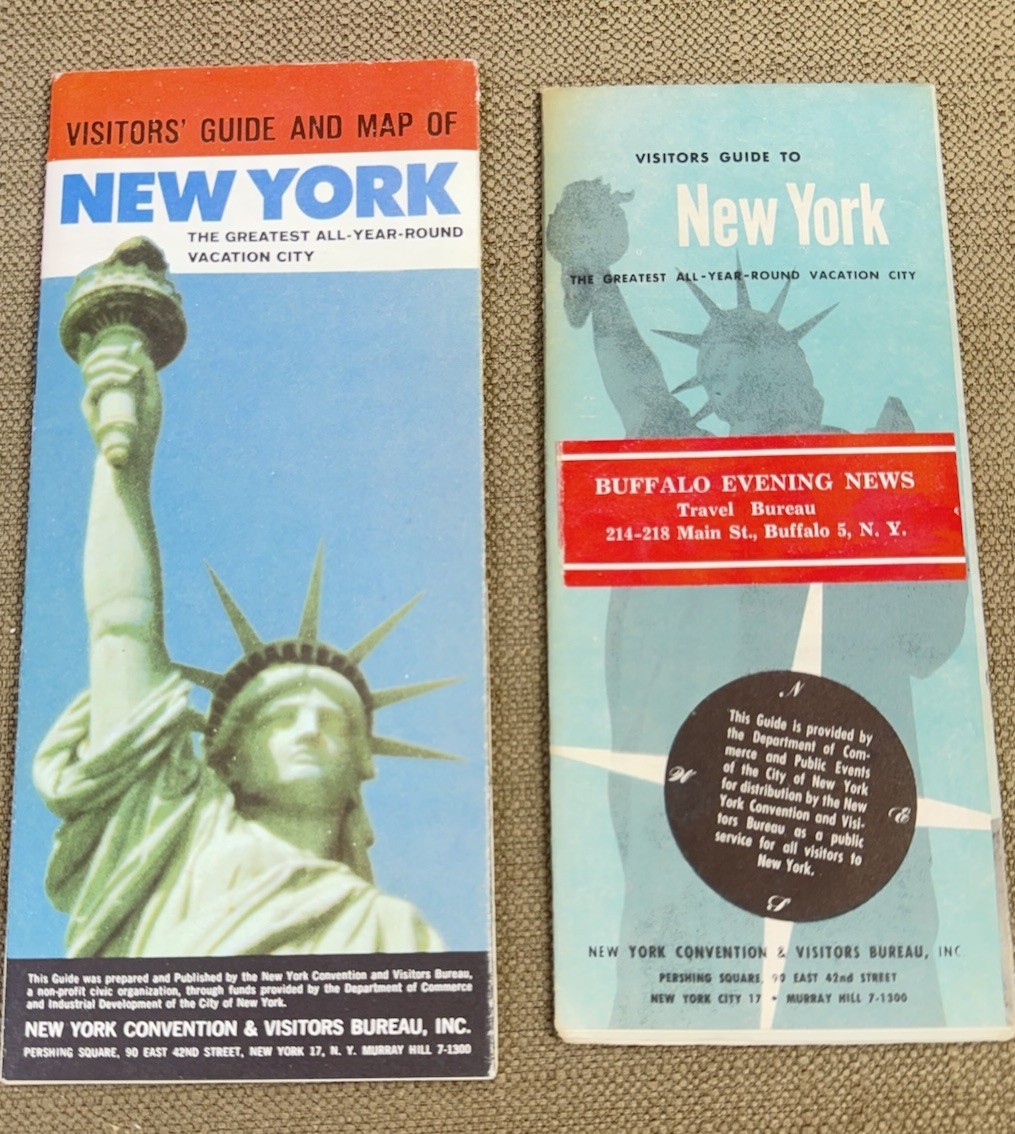 VISITORS' GUIDE AND MAP OF
NEW YORK
THE GREATEST ALL-YEAR-ROUND
VACATION CITY
This Guide was prepared and Published by the New York Convention and Visitors Bureau,
a non-profit civic organization, through funds provided by the Department of Commerce
and Industrial Development of the City of New York.
NEW YORK CONVENTION & VISITORS BUREAU, INC.
PERSHING SQUARE, 90 EAST 42ND STREET, NEW YORK 17, N. Y. MURRAY HILL 7-1300
VISITORS GUIDE TO
New York
THE GREATEST ALL-YEAR-ROUND VACATION CITY
BUFFALO EVENING NEWS
Travel Bureau
214-218 Main St., Buffalo 5, N. Y.
N
W
E
S
This Guide is provided by
the Department of Com-
merce and Public Events
of the City of New York
for distribution by the New
York Convention and Visi-
tors Bureau as a public
service for all visitors to
New York.
NEW YORK CONVENTION & VISITORS BUREAU, INC
PERSHING SQUARE, 90 EAST 42nd STREET
NEW YORK CITY 17 • MURRAY HILL 7-1300